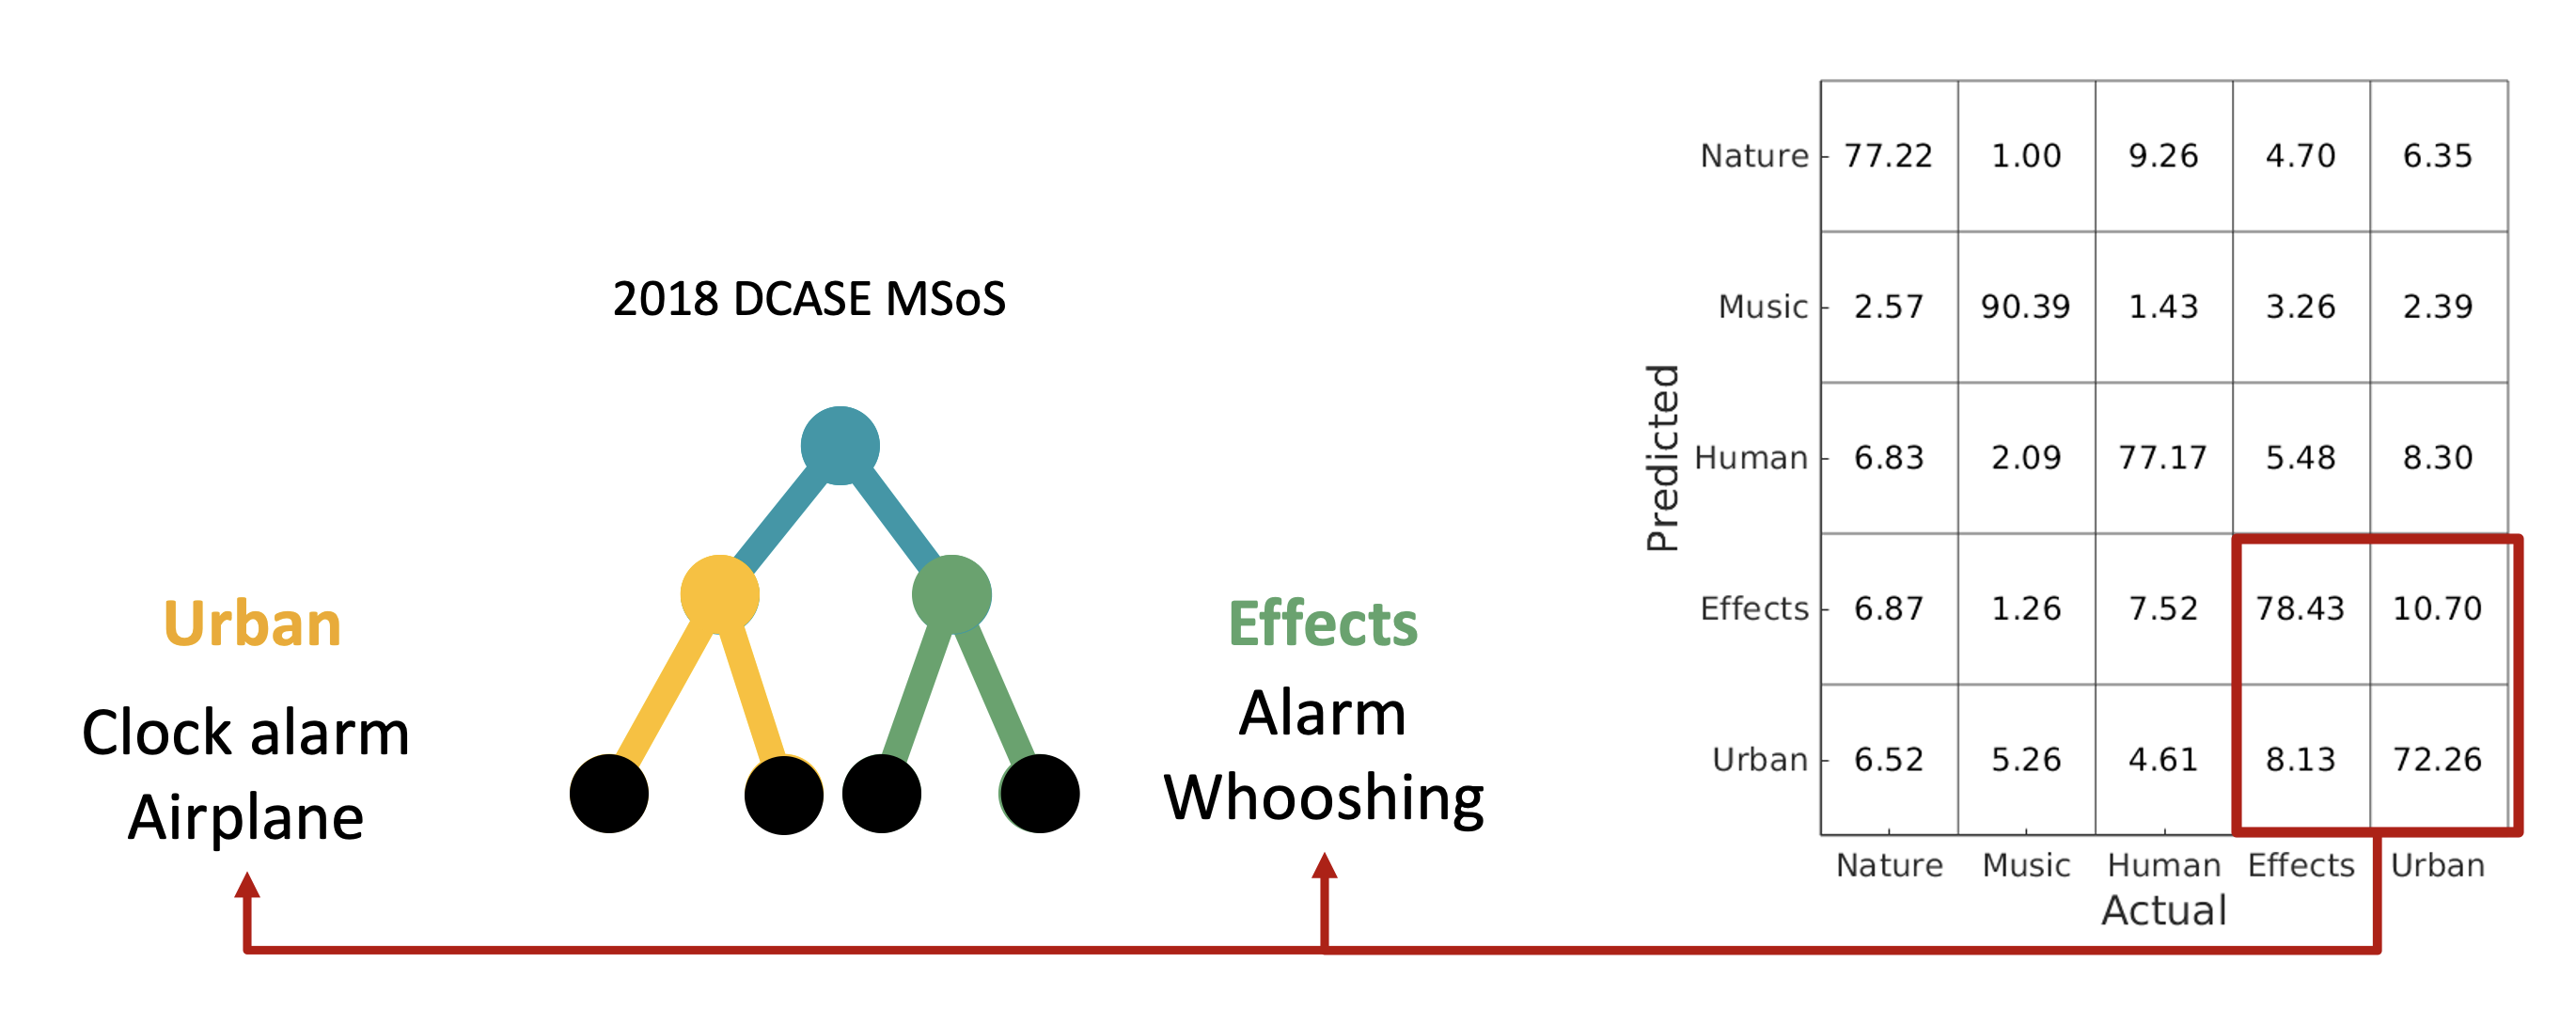 2018 DCASE MSoS
Urban
Clock alarm
Airplane
Effects
Alarm
Whooshing
Predicted
Nature 77.22 1.00 9.26 4.70 6.35
Music 2.57 90.39 1.43 3.26 2.39
Human 6.83 2.09 77.17 5.48 8.30
Effects 6.87 1.26 7.52 78.43 10.70
Urban 6.52 5.26 4.61 8.13 72.26
Nature Music Human Effects Urban
Actual